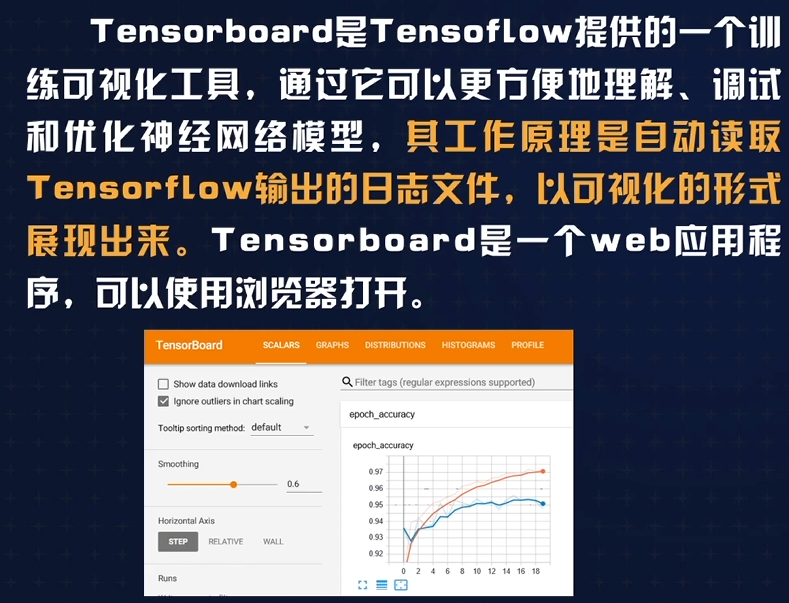 Tensorboard是Tensoflow提供的一个训
练可视化工具，通过它可以更方便地理解、调试
和优化神经网络模型，其工作原理是自动读取
Tensorflow输出的日志文件，以可视化的形式
展现出来。Tensorboard是一个web应用程
序，可以使用浏览器打开。
TensorBoard SCALARS GRAPHS DISTRIBUTIONS HISTOGRAMS PROFILE
Show data download links
Ignore outliers in chart scaling
Tooltip sorting method: default
Smoothing
0.6
Horizontal Axis
STEP RELATIVE WALL
Runs
Filter tags (regular expressions supported)
epoch_accuracy
epoch_accuracy
0.97
0.96
0.95
0.94
0.93
0.92
0 2 4 6 8 10 12 14 16 18